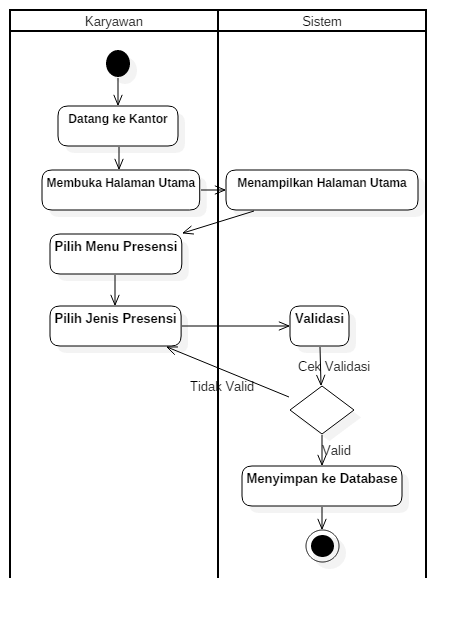 Karyawan
Sistem
Datang ke Kantor
Membuka Halaman Utama
Menampilkan Halaman Utama
Pilih Menu Presensi
Pilih Jenis Presensi
Validasi
Cek Validasi
Tidak Valid
Valid
Menyimpan ke Database